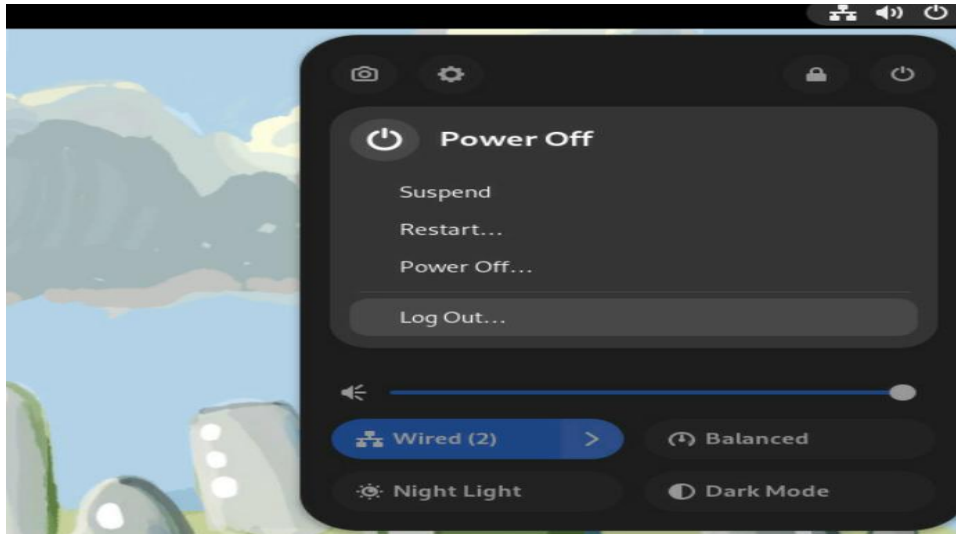 Power Off
Suspend
Restart...
Power Off...
Log Out...
Wired (2)
Balanced
Night Light
Dark Mode